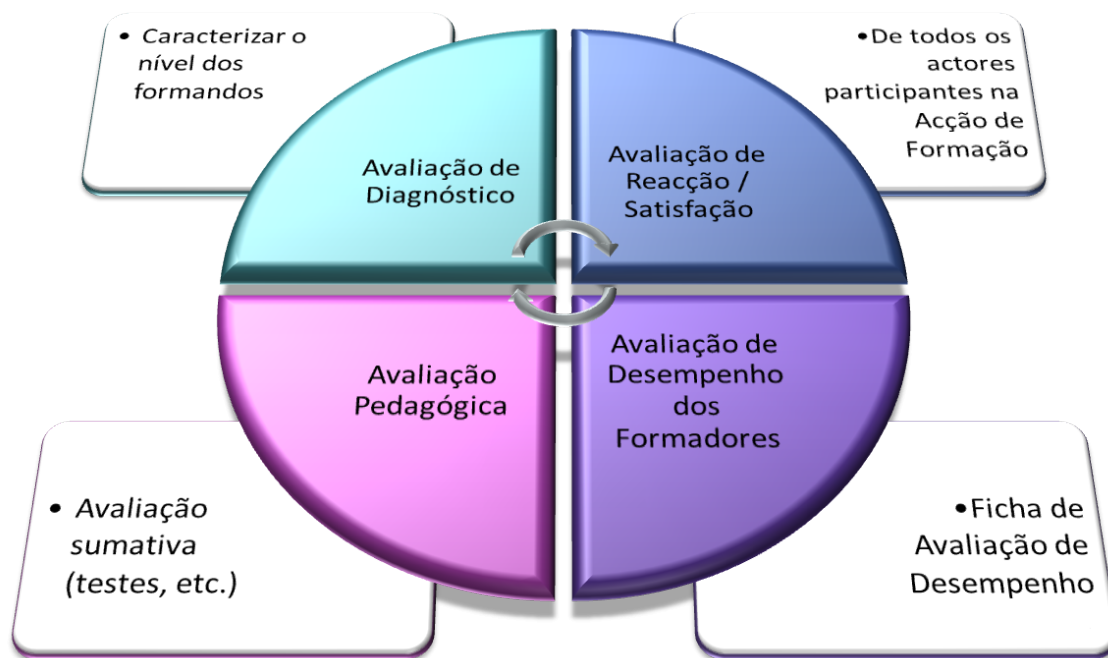 • Caracterizar o
nível dos
formandos
•De todos os
actores
participantes na
Acção de
Formação
Avaliação de
Diagnóstico
Avaliação de
Reacção /
Satisfação
Avaliação
Pedagógica
Avaliação de
Desempenho
dos
Formadores
• Avaliação
sumativa
(testes, etc.)
•Ficha de
Avaliação de
Desempenho